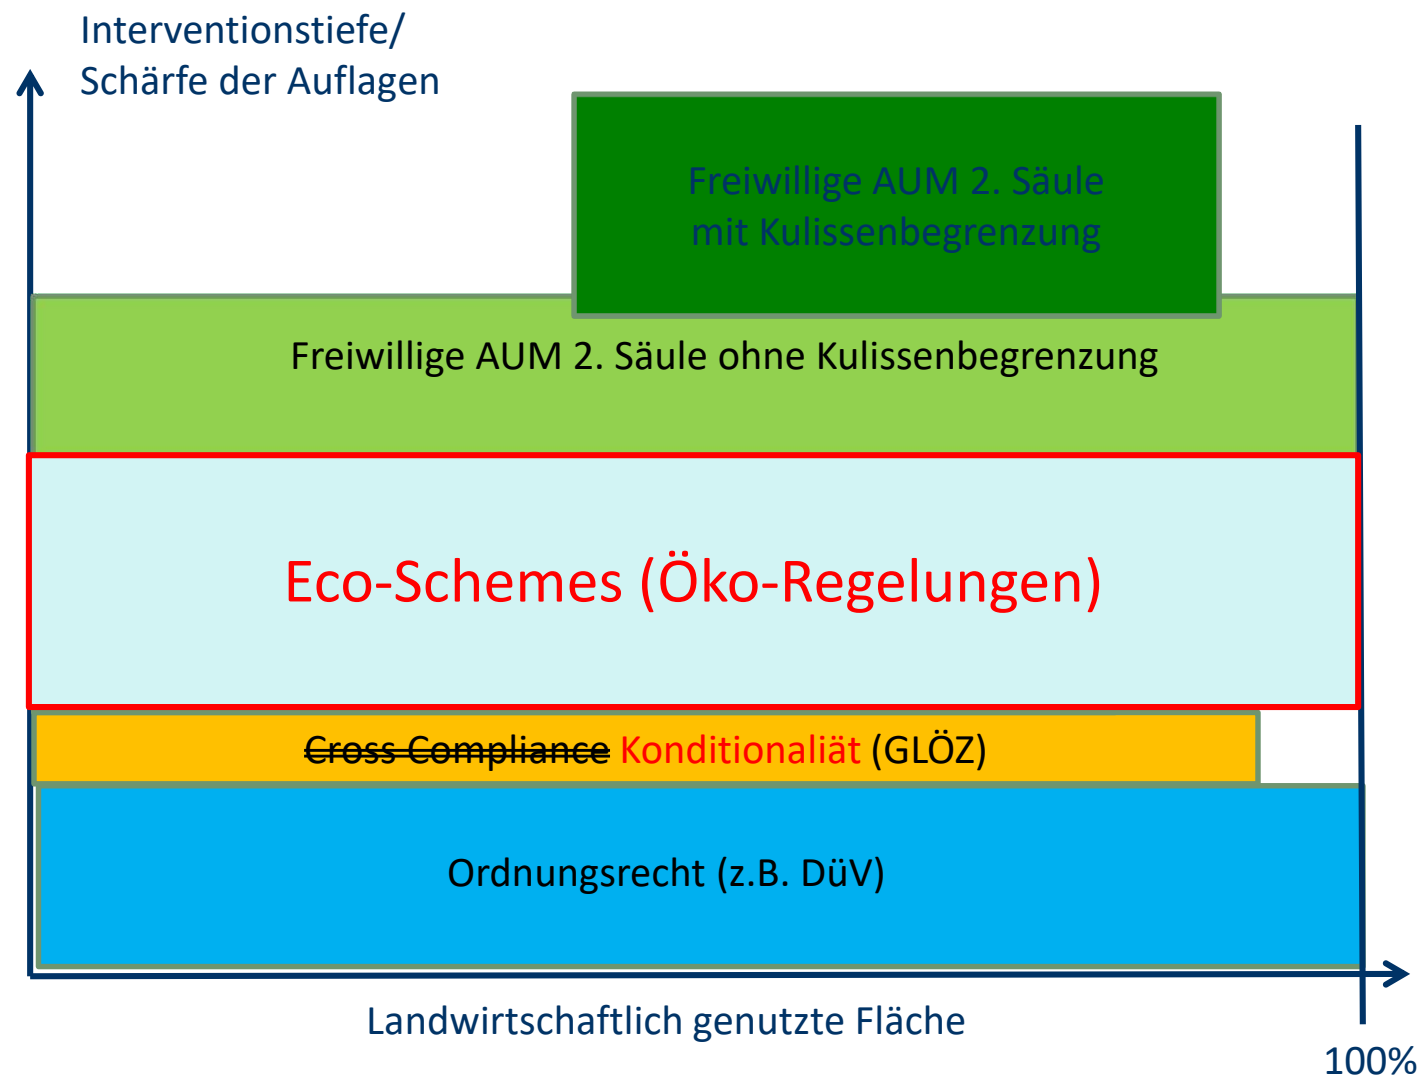 Interventionstiefe/
Schärfe der Auflagen
Freiwillige AUM 2. Säule
mit Kulissenbegrenzung
Freiwillige AUM 2. Säule ohne Kulissenbegrenzung
Eco-Schemes (Öko-Regelungen)
Cross Compliance Konditionaliät (GLÖZ)
Ordnungsrecht (z.B. DüV)
Landwirtschaftlich genutzte Fläche
100%